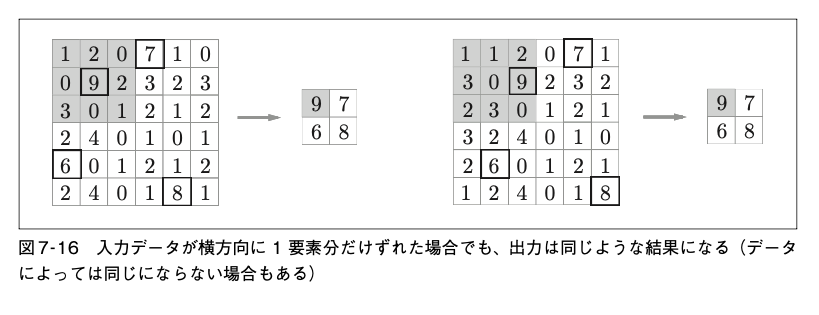 1 2 0 7 1 0
0 9 2 3 2 3
3 0 1 2 1 2
2 4 0 1 0 1
6 0 1 2 1 2
2 4 0 1 8 1
9 7
6 8
1 1 2 0 7 1
3 0 9 2 3 2
2 3 0 1 2 1
3 2 4 0 1 0
2 6 0 1 2 1
1 2 4 0 1 8
9 7
6 8
図7-16 入力データが横方向に1要素分だけずれた場合でも、出力は同じような結果になる（データ
によっては同じにならない場合もある）